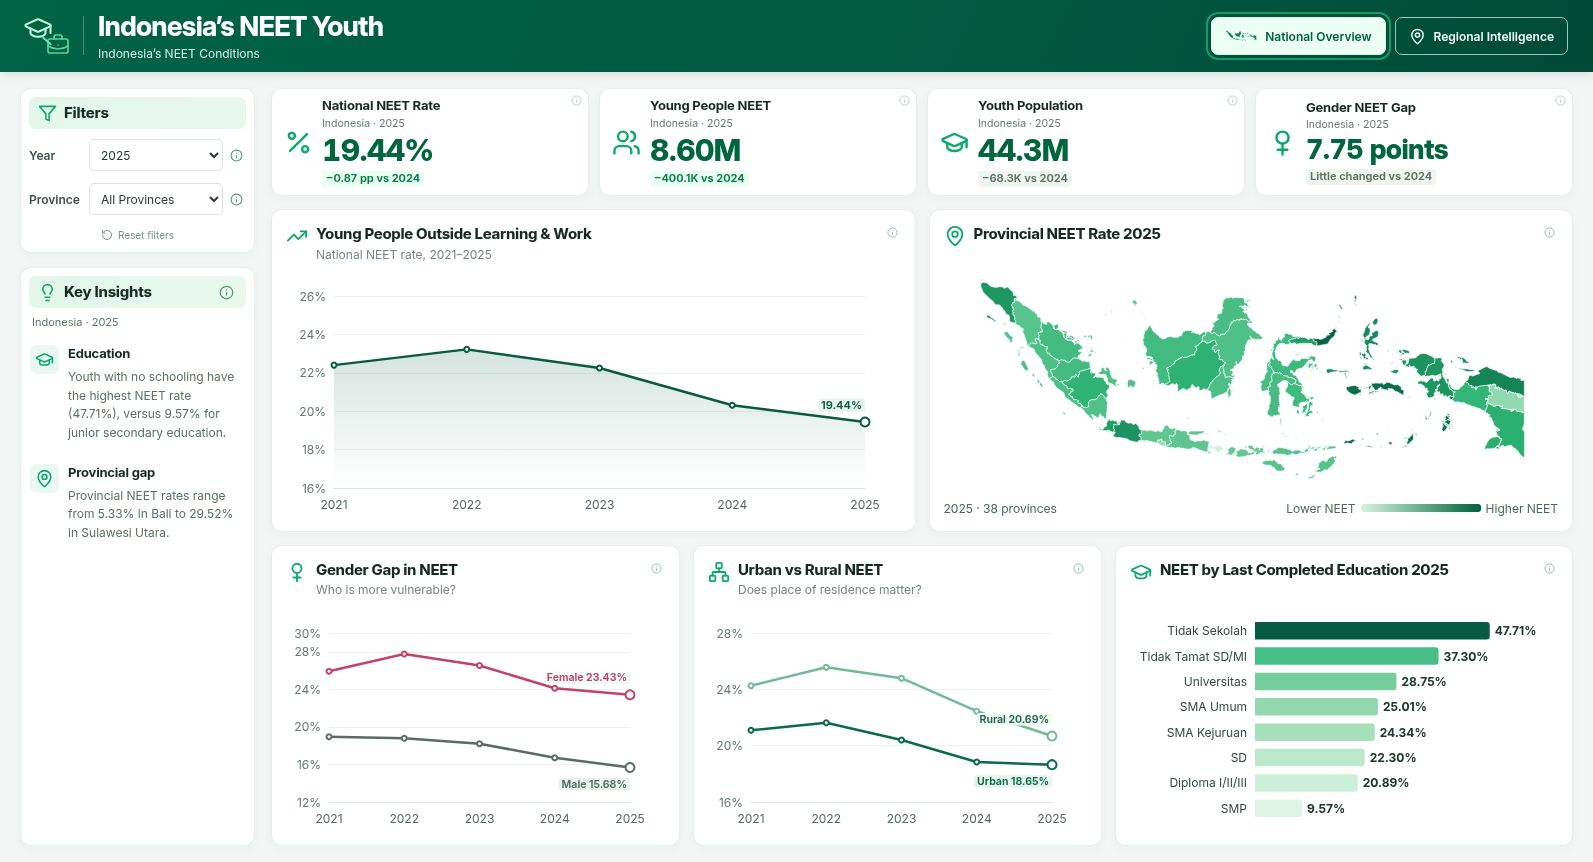 Indonesia’s NEET Youth
Indonesia’s NEET Conditions
National Overview
Regional Intelligence
Filters
Year
2025
Province
All Provinces
Reset filters
Key Insights
Indonesia · 2025
Education
Youth with no schooling have
the highest NEET rate
(47.71%), versus 9.57% for
junior secondary education.
Provincial gap
Provincial NEET rates range
from 5.33% in Bali to 29.52%
in Sulawesi Utara.
National NEET Rate
Indonesia · 2025
19.44%
−0.87 pp vs 2024
Young People NEET
Indonesia · 2025
8.60M
−400.1K vs 2024
Youth Population
Indonesia · 2025
44.3M
−68.3K vs 2024
Gender NEET Gap
Indonesia · 2025
7.75 points
Little changed vs 2024
Young People Outside Learning & Work
National NEET rate, 2021–2025
26%
24%
22%
20%
18%
16%
19.44%
2021
2022
2023
2024
2025
Provincial NEET Rate 2025
2025 · 38 provinces
Lower NEET
Higher NEET
Gender Gap in NEET
Who is more vulnerable?
30%
28%
24%
20%
16%
12%
Female 23.43%
Male 15.68%
2021
2022
2023
2024
2025
Urban vs Rural NEET
Does place of residence matter?
28%
24%
20%
16%
Rural 20.69%
Urban 18.65%
2021
2022
2023
2024
2025
NEET by Last Completed Education 2025
Tidak Sekolah 47.71%
Tidak Tamat SD/MI 37.30%
Universitas 28.75%
SMA Umum 25.01%
SMA Kejuruan 24.34%
SD 22.30%
Diploma I/II/III 20.89%
SMP 9.57%